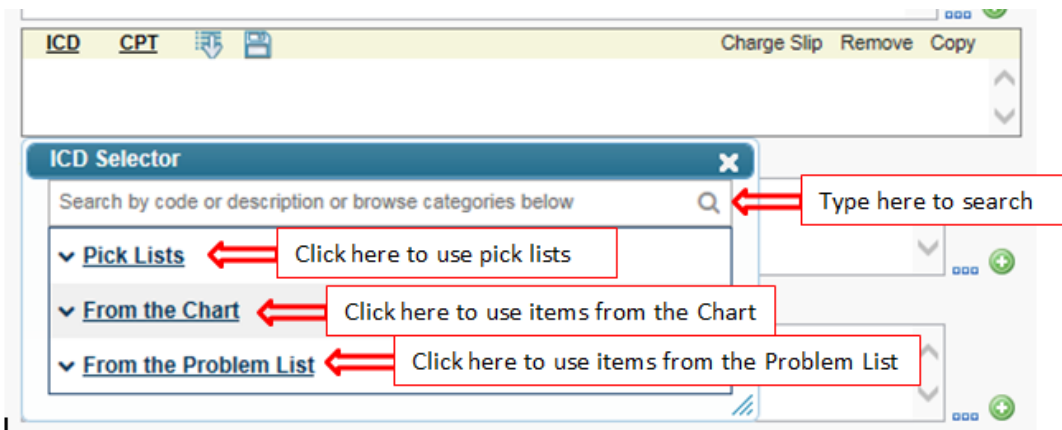 ICD CPT Charge Slip Remove Copy
ICD Selector
Search by code or description or browse categories below
Type here to search
Pick Lists
Click here to use pick lists
From the Chart
Click here to use items from the Chart
From the Problem List
Click here to use items from the Problem List